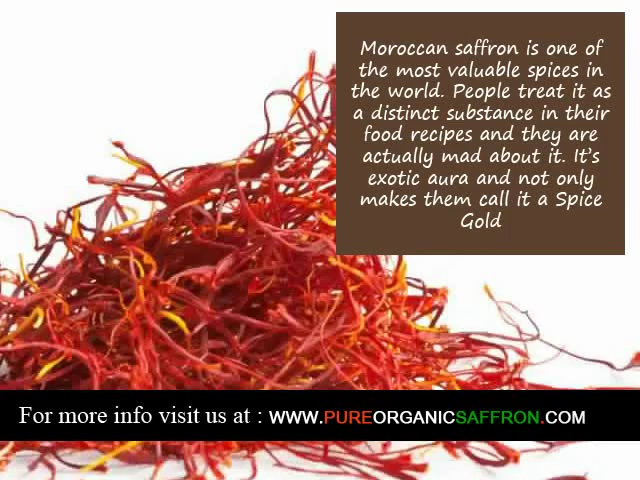 Moroccan saffron is one of
the most valuable spices in
the world. People treat it as
a distinct substance in their
food recipes and they are
actually mad about it. It's
exotic aura and not only
makes them call it a Spice
Gold
For more info visit us at : WWW.PUREORGANICSAFFRON.COM